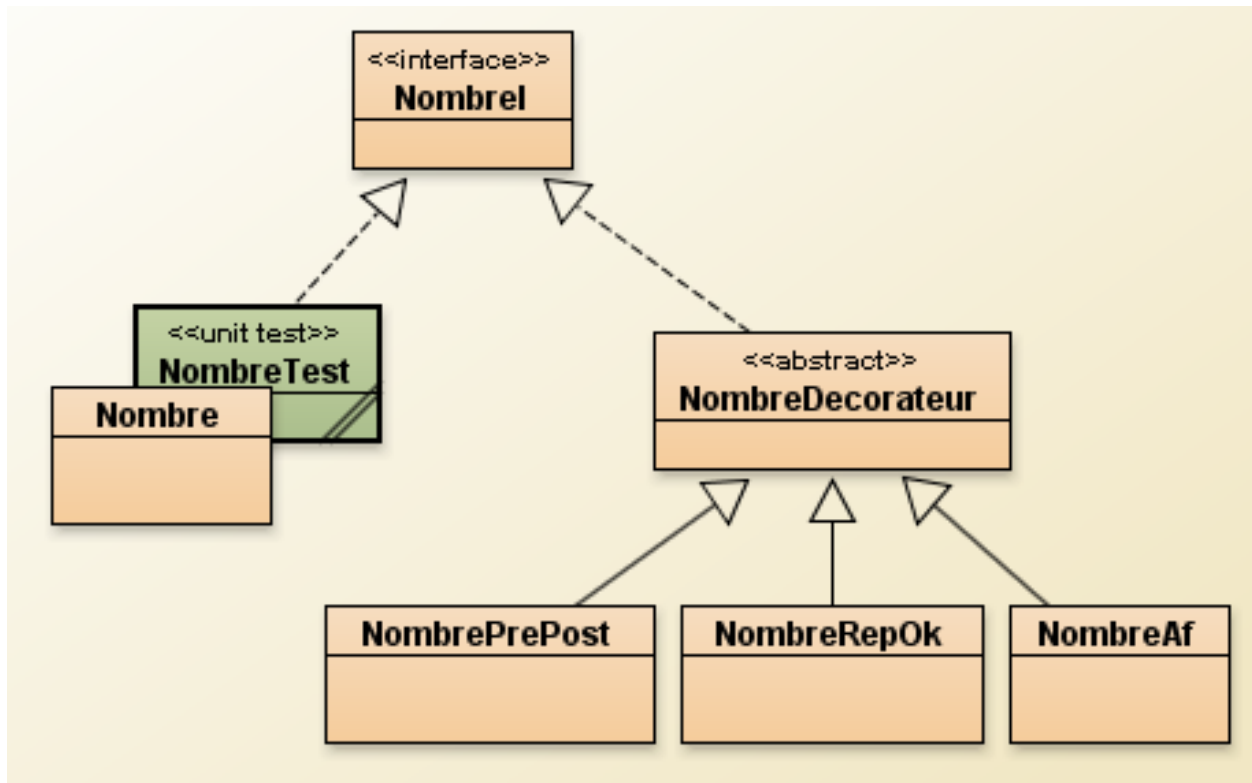 <<interface>>
NombreI
<<unit test>>
NombreTest
Nombre
<<abstract>>
NombreDecorateur
NombrePrePost
NombreRepOk
NombreAf